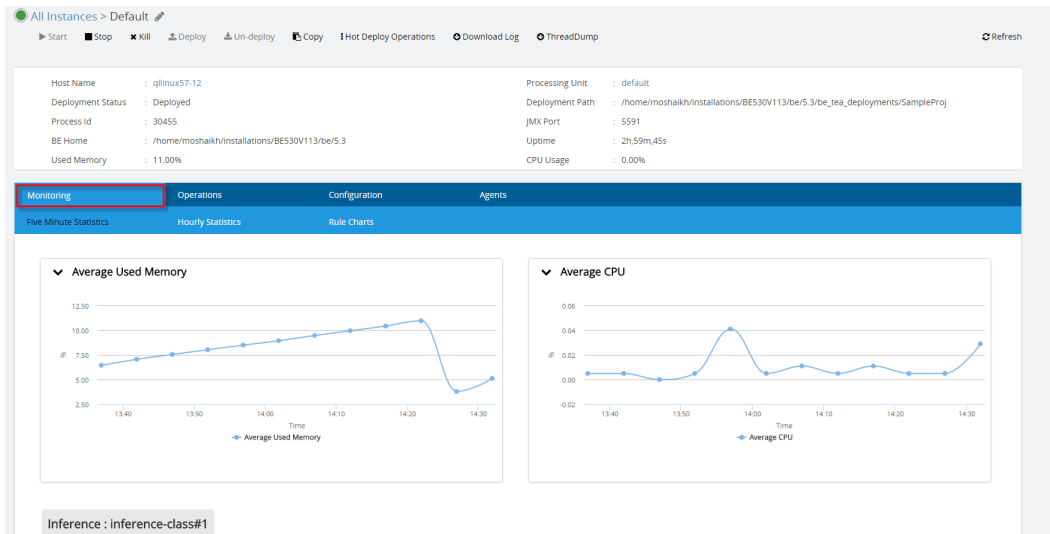 All Instances > Default
Start Stop Kill Deploy Un-deploy Copy Hot Deploy Operations Download Log ThreadDump Refresh
Host Name : qllinux57-12 Processing Unit : default
Deployment Status : Deployed Deployment Path : /home/moshaikh/installations/BE530V113/be/5.3/be_tea_deployments/SampleProj
Process Id : 30455 JMX Port : 5591
BE Home : /home/moshaikh/installations/BE530V113/be/5.3 Uptime : 2h,59m,45s
Used Memory : 11.00% CPU Usage : 0.00%
Monitoring Operations Configuration Agents
Five Minute Statistics Hourly Statistics Rule Charts
Average Used Memory
12.50
10.00
%
7.50
5.00
2.50
13:40 13:50 14:00 14:10 14:20 14:30
Time
Average Used Memory
Average CPU
0.06
0.04
%
0.02
0.00
-0.02
13:40 13:50 14:00 14:10 14:20 14:30
Time
Average CPU
Inference : inference-class#1